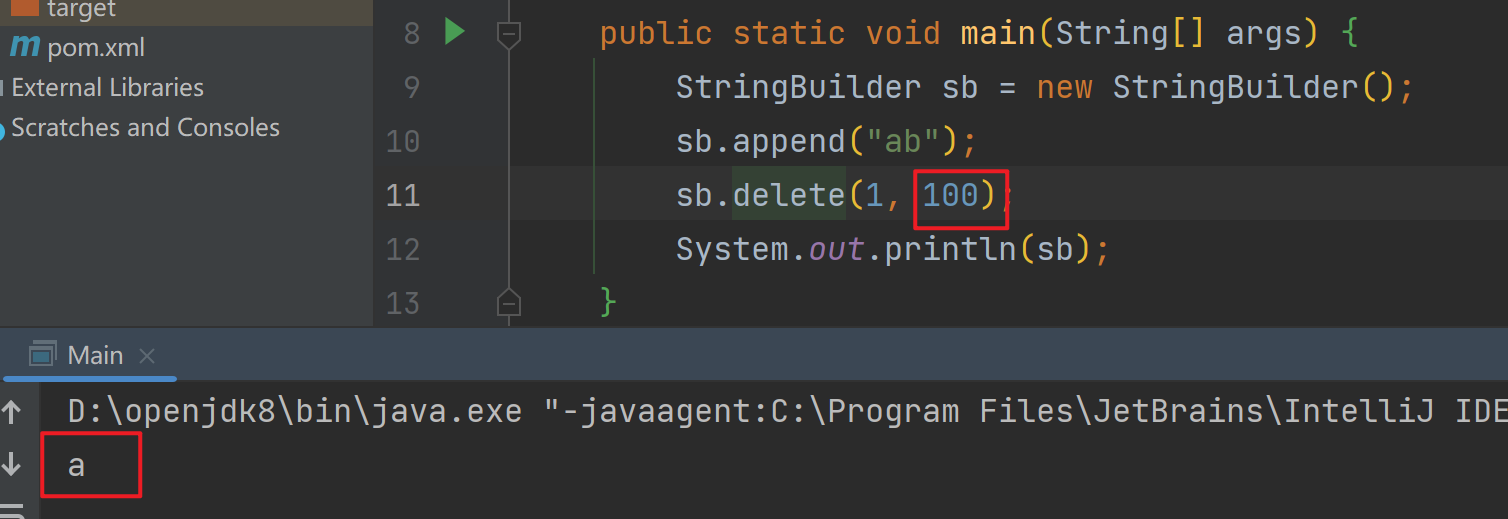 target
pom.xml
External Libraries
Scratches and Consoles
8 public static void main(String[] args) {
9 StringBuilder sb = new StringBuilder();
10 sb.append("ab");
11 sb.delete(1, 100);
12 System.out.println(sb);
13 }
Main
D:\openjdk8\bin\java.exe "-javaagent:C:\Program Files\JetBrains\IntelliJ IDE
a